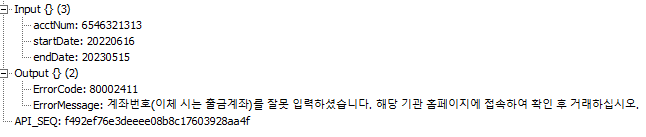 Input {} (3)
acctNum: 6546321313
startDate: 20220616
endDate: 20230515
Output {} (2)
ErrorCode: 80002411
ErrorMessage: 계좌번호(이체 시는 출금계좌)를 잘못 입력하셨습니다. 해당 기관 홈페이지에 접속하여 확인 후 거래하십시오.
API_SEQ: f492ef76e3deeee08b8c17603928aa4f